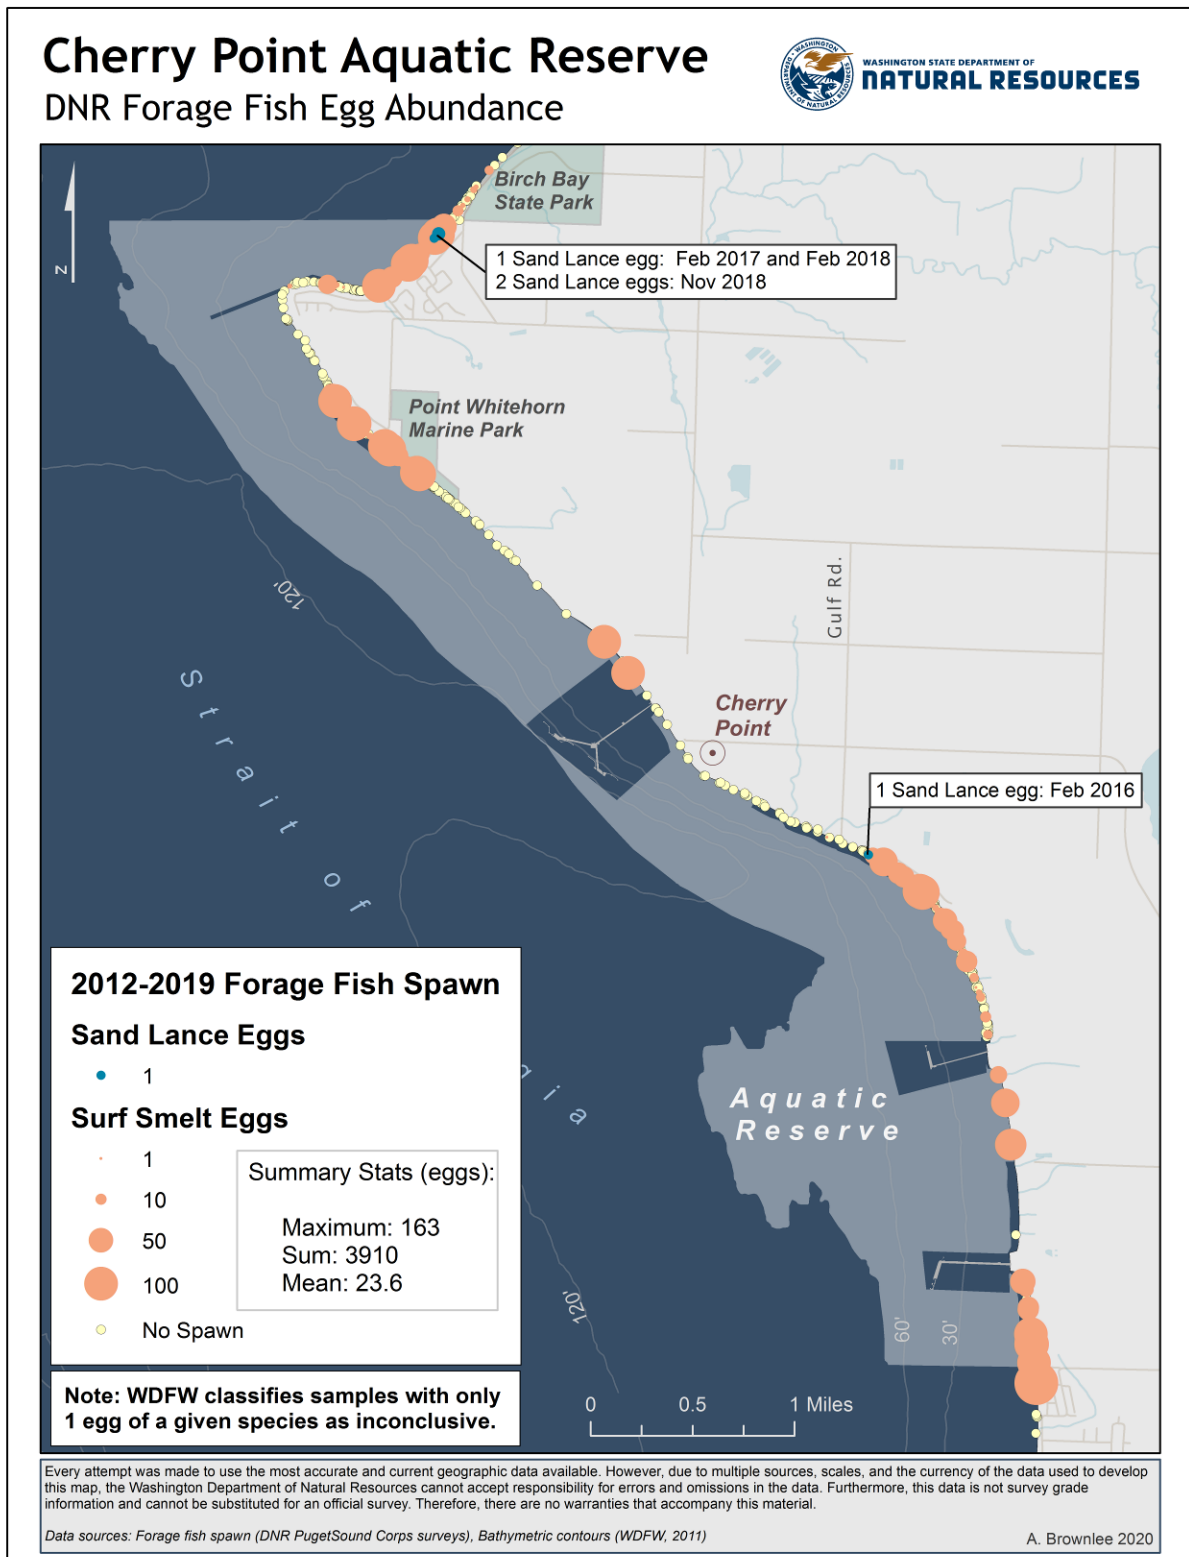 Cherry Point Aquatic Reserve
DNR Forage Fish Egg Abundance
WASHINGTON STATE DEPARTMENT OF
NATURAL RESOURCES
WASHINGTON
DEPARTMENT OF NATURAL RESOURCES
Birch Bay
State Park
N
1 Sand Lance egg: Feb 2017 and Feb 2018
2 Sand Lance eggs: Nov 2018
Point Whitehorn
Marine Park
Gulf Rd.
120'
Strait of
Cherry
Point
1 Sand Lance egg: Feb 2016
gia
Aquatic
Reserve
120'
60'
30'
2012-2019 Forage Fish Spawn
Sand Lance Eggs
1
Surf Smelt Eggs
1
10
50
100
No Spawn
Summary Stats (eggs):
Maximum: 163
Sum: 3910
Mean: 23.6
Note: WDFW classifies samples with only
1 egg of a given species as inconclusive.
0 0.5 1 Miles
Every attempt was made to use the most accurate and current geographic data available. However, due to multiple sources, scales, and the currency of the data used to develop
this map, the Washington Department of Natural Resources cannot accept responsibility for errors and omissions in the data. Furthermore, this data is not survey grade
information and cannot be substituted for an official survey. Therefore, there are no warranties that accompany this material.
Data sources: Forage fish spawn (DNR PugetSound Corps surveys), Bathymetric contours (WDFW, 2011)
A. Brownlee 2020